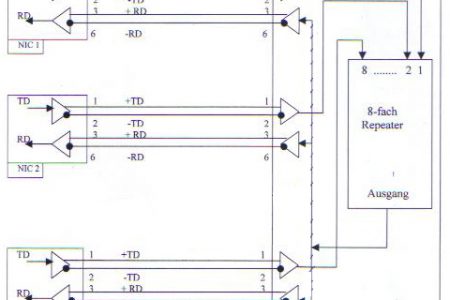 2 -TD 2
RD 3 + RD 3
6 -RD 6
NIC 1
8 ........ 2 1
TD 1 +TD 1
2 -TD 2
RD 3 + RD 3
6 -RD 6
NIC 2
8-fach
Repeater
Ausgang
TD 1 +TD 1
2 -TD 2
RD 3 + RD 3